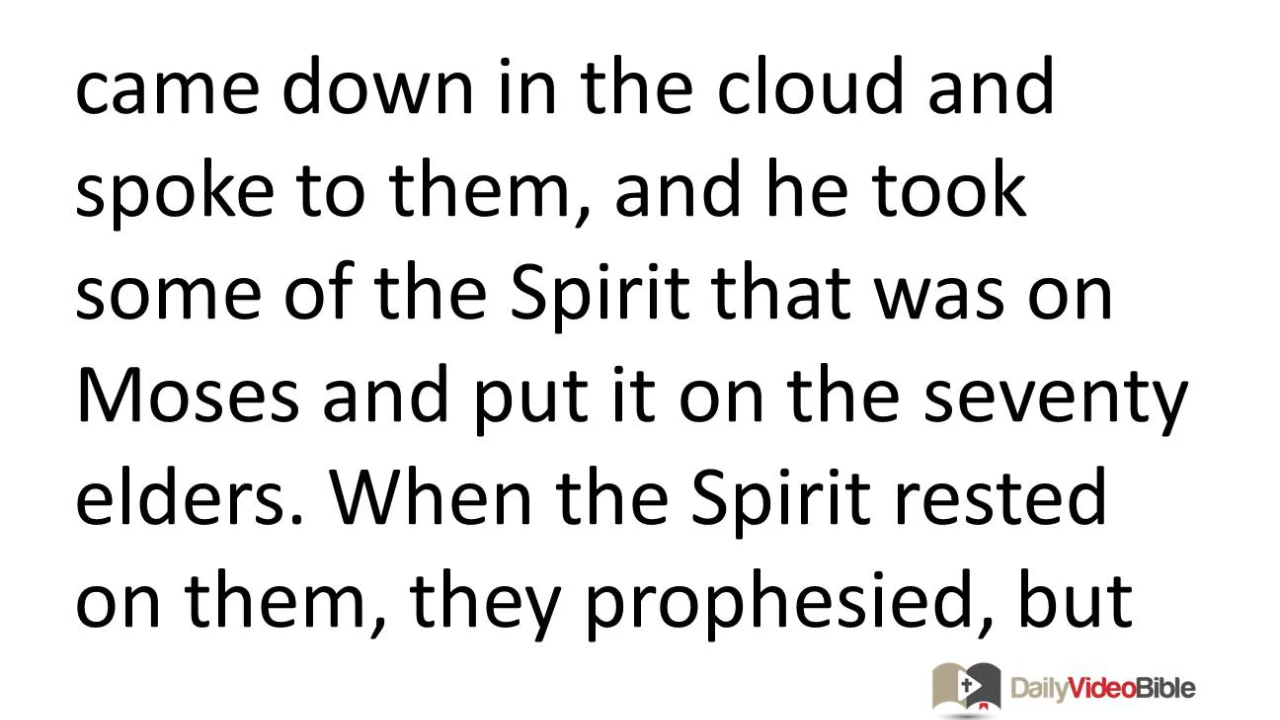 came down in the cloud and
spoke to them, and he took
some of the Spirit that was on
Moses and put it on the seventy
elders. When the Spirit rested
on them, they prophesied, but
DailyVideoBible